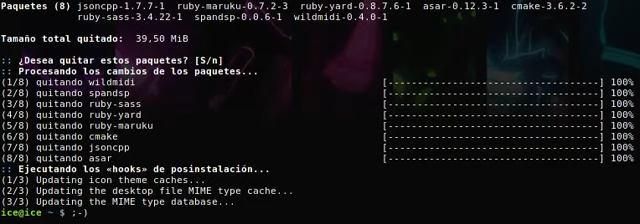 Paquetes (8) jsoncpp-1.7.7-1  ruby-maruku-0.7.2-3  ruby-yard-0.8.7.6-1  asar-0.12.3-1  cmake-3.6.2-2
ruby-sass-3.4.22-1  spandsp-0.0.6-1  wildmidi-0.4.0-1
Tamaño total quitado:  39,50 MiB
:: ¿Desea quitar estos paquetes? [S/n]
:: Procesando los cambios de los paquetes...
(1/8) quitando wildmidi [----------------------------------] 100%
(2/8) quitando spandsp [----------------------------------] 100%
(3/8) quitando ruby-sass [----------------------------------] 100%
(4/8) quitando ruby-yard [----------------------------------] 100%
(5/8) quitando ruby-maruku [----------------------------------] 100%
(6/8) quitando cmake [----------------------------------] 100%
(7/8) quitando jsoncpp [----------------------------------] 100%
(8/8) quitando asar [----------------------------------] 100%
:: Ejecutando los «hooks» de posinstalación...
(1/3) Updating icon theme caches...
(2/3) Updating the desktop file MIME type cache...
(3/3) Updating the MIME type database...
ice@ice ~ $ ;-)